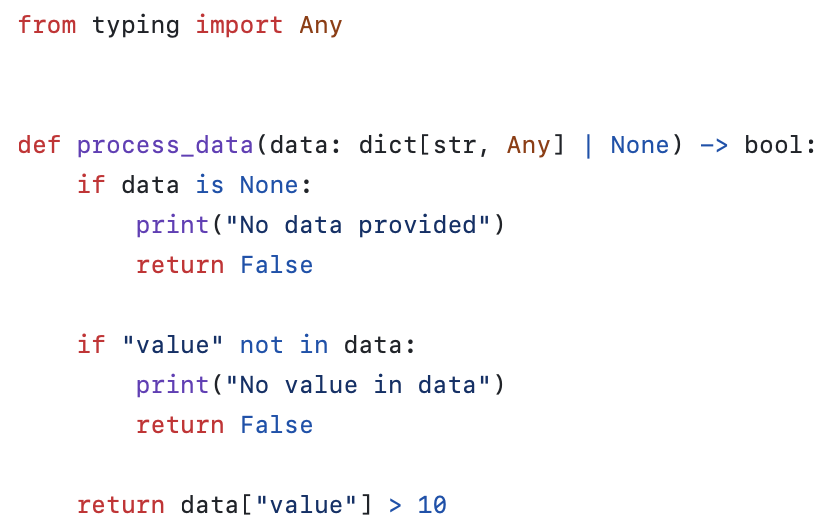 from typing import Any


def process_data(data: dict[str, Any] | None) -> bool:
    if data is None:
        print("No data provided")
        return False

    if "value" not in data:
        print("No value in data")
        return False

    return data["value"] > 10